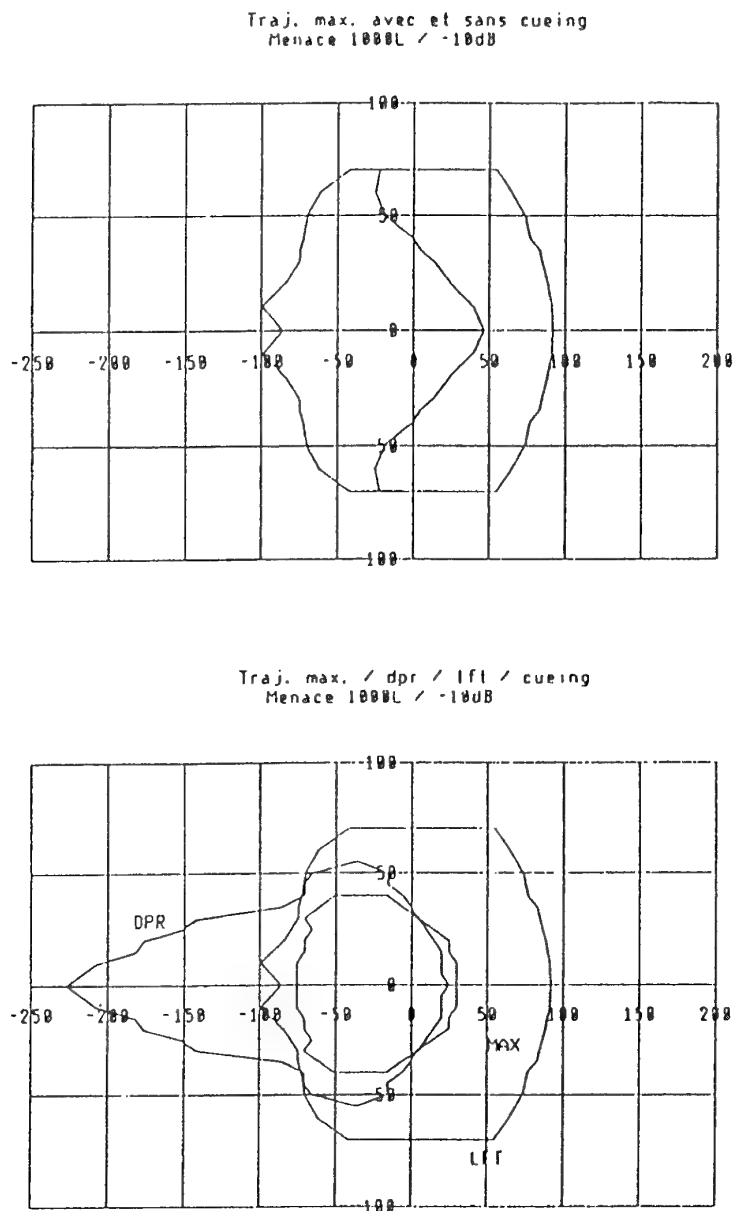 Traj. max. avec et sans cueing
Menace 1000L / -10dB
100
50
0
-250 -200 -150 -100 -50 0 50 100 150 200
50
100
Traj. max. / dpr / lft / cueing
Menace 1000L / -10dB
100
50
DPR
0
-250 -200 -150 -100 -50 0 50 100 150 200
MAX
50
LFT
100